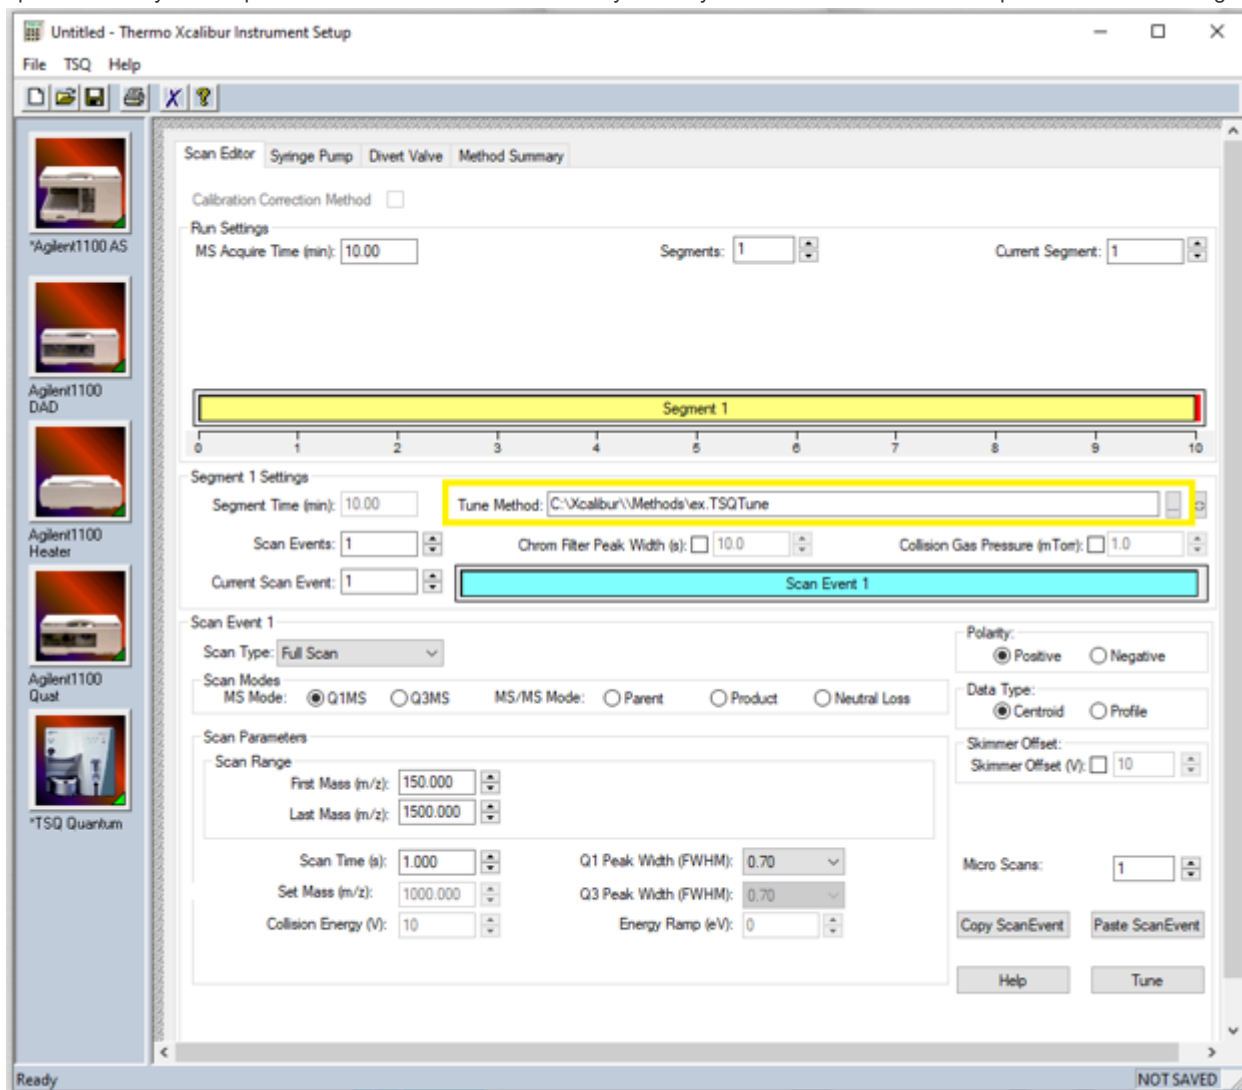 Untitled - Thermo Xcalibur Instrument Setup
File TSQ Help
*Agilent1100 AS
Agilent1100
DAD
Agilent1100
Heater
Agilent1100
Quat
*TSQ Quantum
Scan Editor Syringe Pump Divert Valve Method Summary
Calibration Correction Method
Run Settings
MS Acquire Time (min): 10.00 Segments: 1 Current Segment: 1
Segment 1
0 1 2 3 4 5 6 7 8 9 10
Segment 1 Settings
Segment Time (min): 10.00 Tune Method: C:\Xcalibur\\Methods\ex.TSQTune ...
Scan Events: 1 Chrom Filter Peak Width (s): 10.0 Collision Gas Pressure (mTorr): 1.0
Current Scan Event: 1 Scan Event 1
Scan Event 1
Scan Type: Full Scan
Scan Modes
MS Mode: Q1MS Q3MS MS/MS Mode: Parent Product Neutral Loss
Polarity:
Positive Negative
Data Type:
Centroid Profile
Skimmer Offset:
Skimmer Offset (V): 10
Scan Parameters
Scan Range
First Mass (m/z): 150.000
Last Mass (m/z): 1500.000
Scan Time (s): 1.000 Q1 Peak Width (FWHM): 0.70
Set Mass (m/z): 1000.000 Q3 Peak Width (FWHM): 0.70
Collision Energy (V): 10 Energy Ramp (eV): 0
Micro Scans: 1
Copy ScanEvent Paste ScanEvent
Help Tune
Ready NOT SAVED